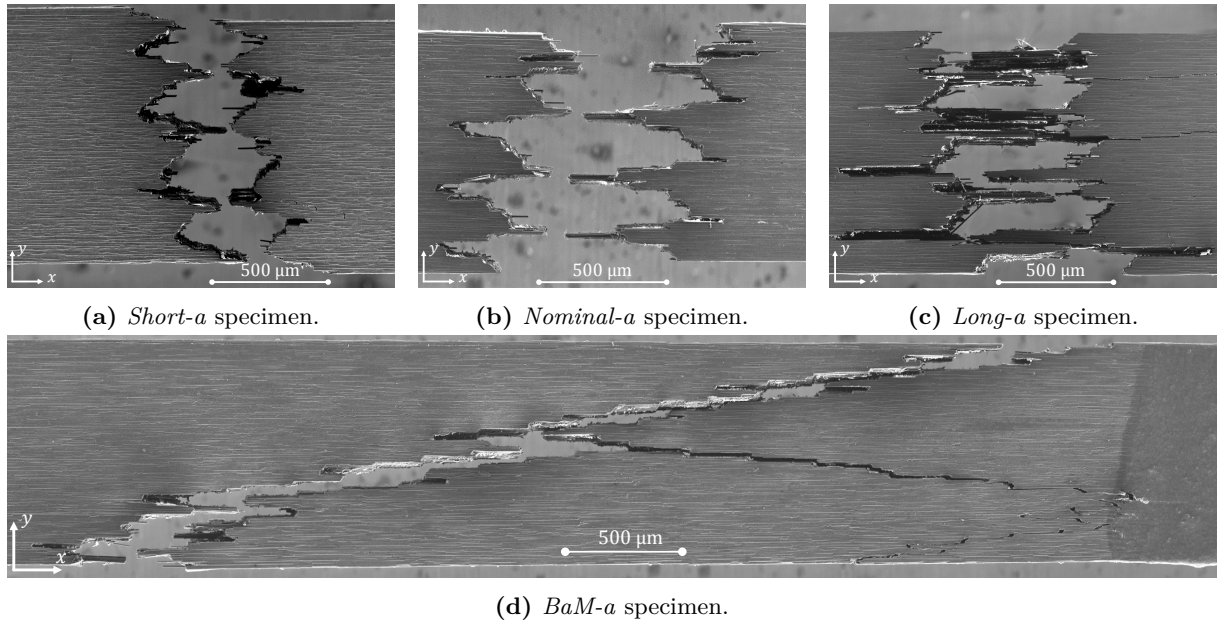 y
x
500 μm
y
x
500 μm
y
x
500 μm
(a) Short-a specimen.
(b) Nominal-a specimen.
(c) Long-a specimen.
y
x
500 μm
(d) BaM-a specimen.